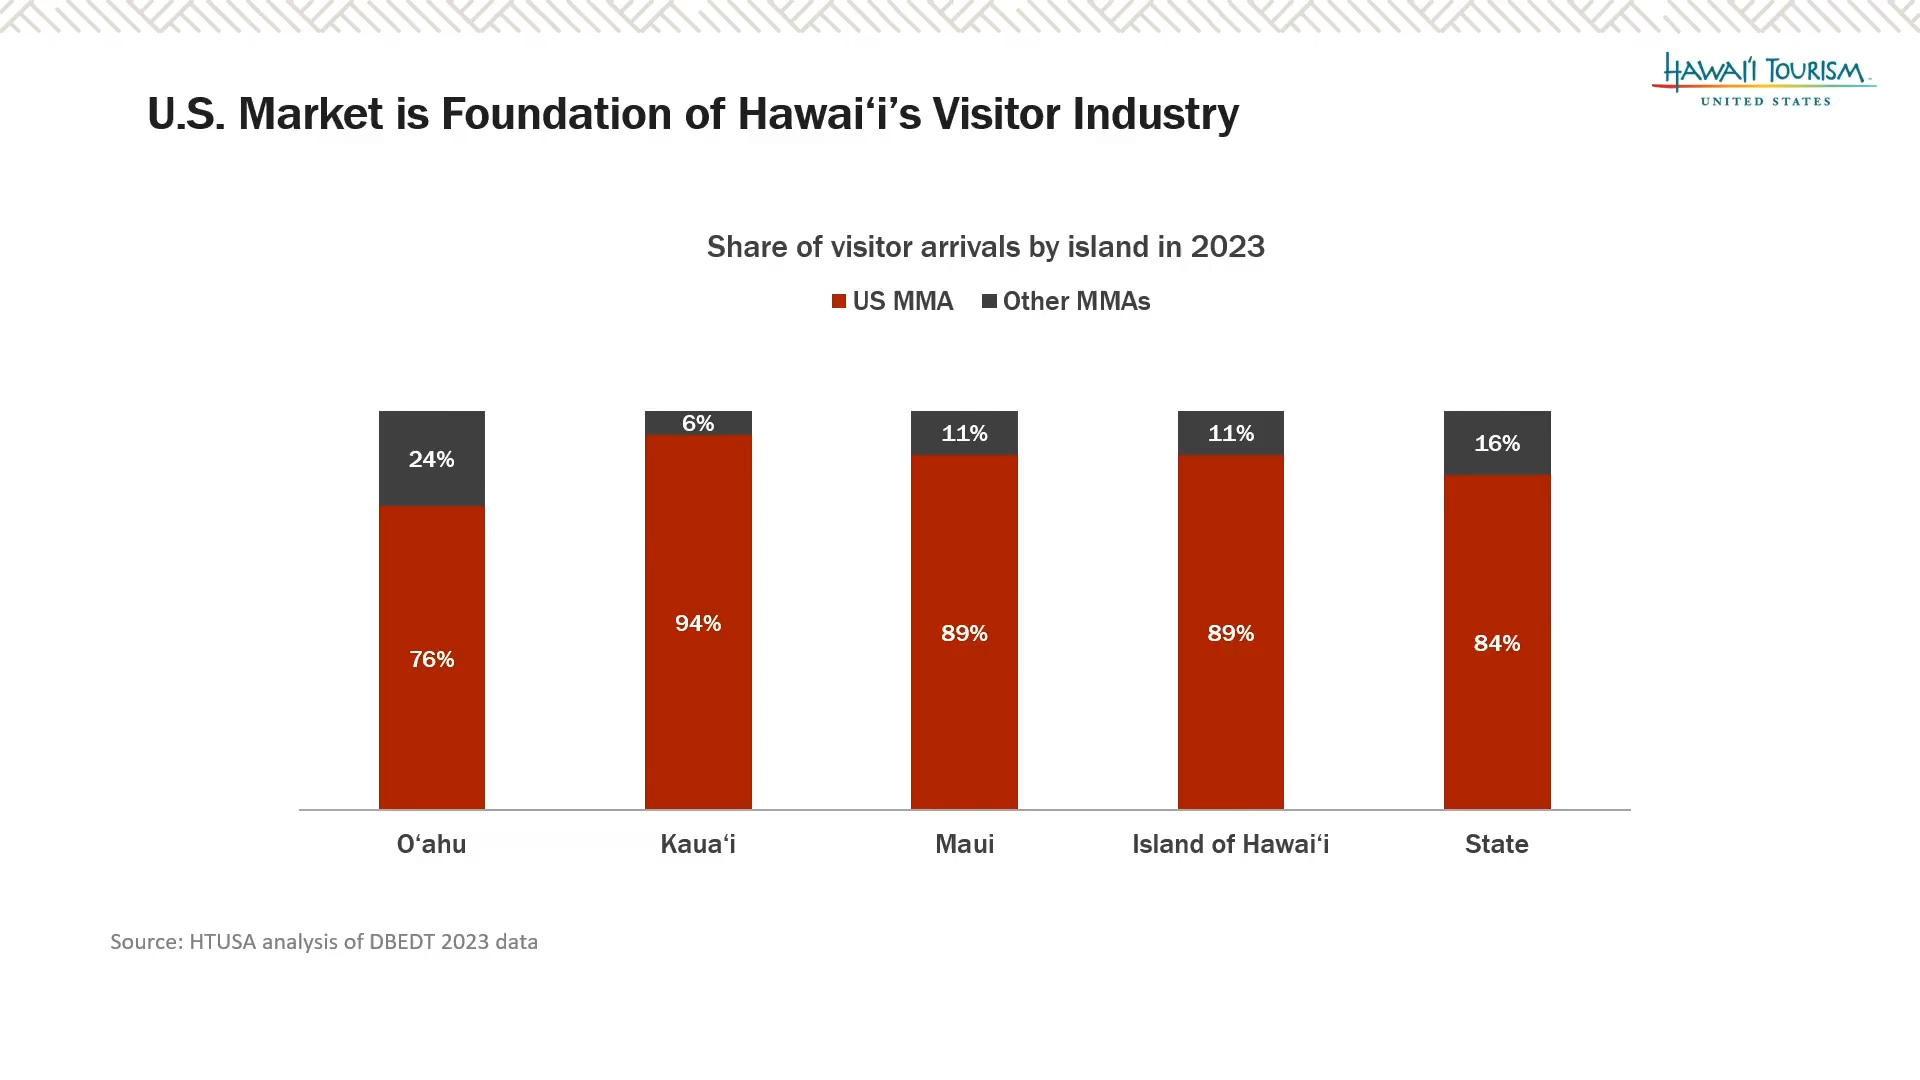 HAWAI‘I TOURISM
UNITED STATES
U.S. Market is Foundation of Hawai‘i’s Visitor Industry
Share of visitor arrivals by island in 2023
US MMA Other MMAs
24% 6% 11% 11% 16%
76% 94% 89% 89% 84%
O‘ahu Kaua‘i Maui Island of Hawai‘i State
Source: HTUSA analysis of DBEDT 2023 data